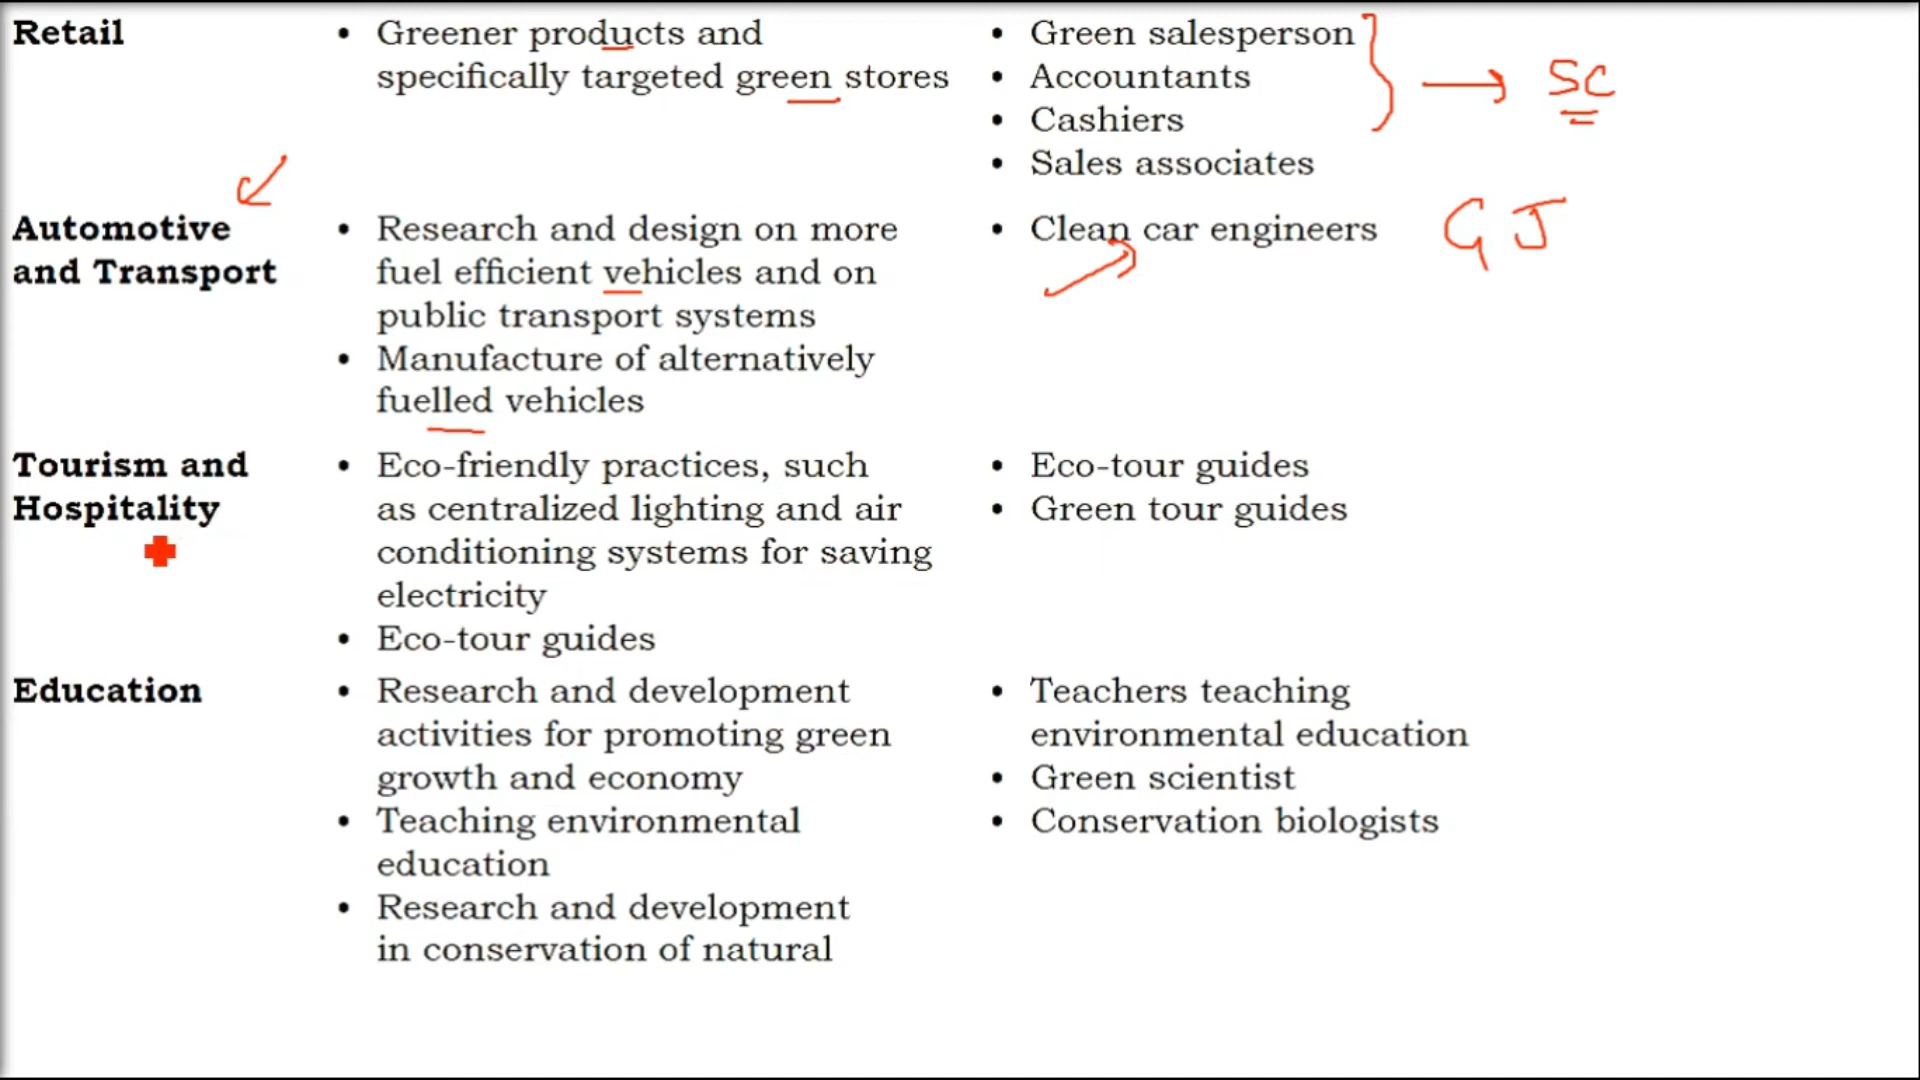 Retail
• Greener products and
specifically targeted green stores
• Green salesperson
• Accountants
• Cashiers
• Sales associates
SC
Automotive
and Transport
• Research and design on more
fuel efficient vehicles and on
public transport systems
• Manufacture of alternatively
fuelled vehicles
• Clean car engineers
GJ
Tourism and
Hospitality
• Eco-friendly practices, such
as centralized lighting and air
conditioning systems for saving
electricity
• Eco-tour guides
• Eco-tour guides
• Green tour guides
Education
• Research and development
activities for promoting green
growth and economy
• Teaching environmental
education
• Research and development
in conservation of natural
• Teachers teaching
environmental education
• Green scientist
• Conservation biologists